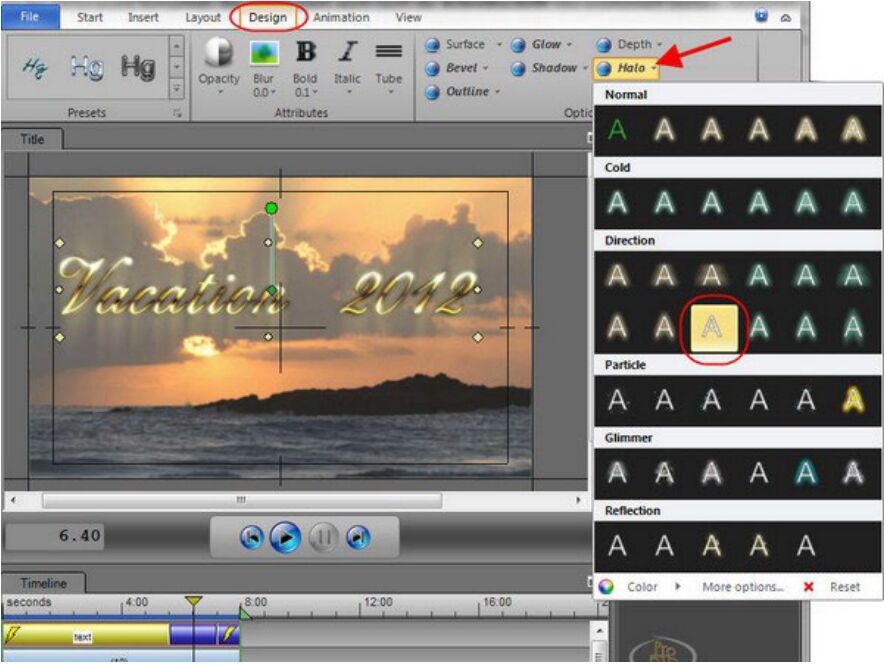 File Start Insert Layout Design Animation View
Hg Hg Hg
Opacity Blur Bold Italic Tube
0.0 0.1
Presets Attributes
Surface Glow Depth
Bevel Shadow Halo
Outline
Optio
Normal
A A A A A A
Cold
A A A A A A
Direction
A A A A A A
A A A A A A
Particle
A A A A A A
Glimmer
A A A A A A
Reflection
A A A A A
Color More options... Reset
Title
Vacation 2012
6.40
Timeline
seconds 4:00 8:00 12:00 16:00 2
text